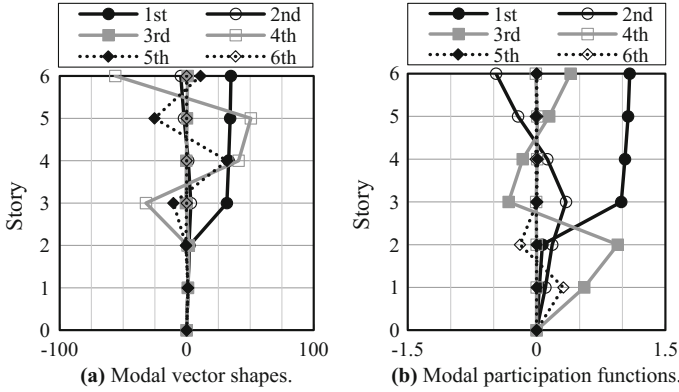 1st 2nd
3rd 4th
5th 6th
Story
6
5
4
3
2
1
0
-100 0 100
(a) Modal vector shapes.
1st 2nd
3rd 4th
5th 6th
Story
6
5
4
3
2
1
0
-1.5 0 1.5
(b) Modal participation functions.